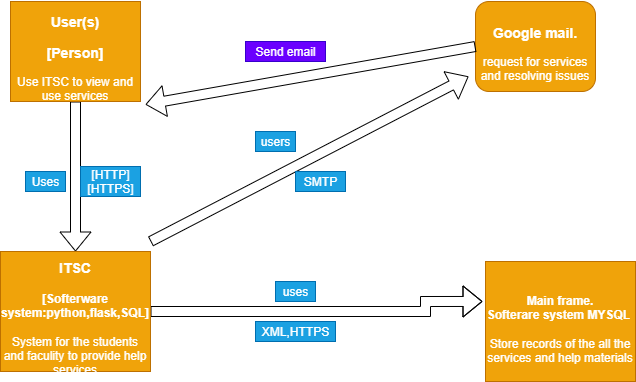 User(s)
[Person]
Use ITSC to view and
use services
Google mail.
request for services
and resolving issues
Send email
users
SMTP
Uses
[HTTP]
[HTTPS]
ITSC
[Softerware
system:python,flask,SQL]
System for the students
and faculity to provide help
services
uses
XML,HTTPS
Main frame.
Softerare system MYSQL
Store records of the all the
services and help materials